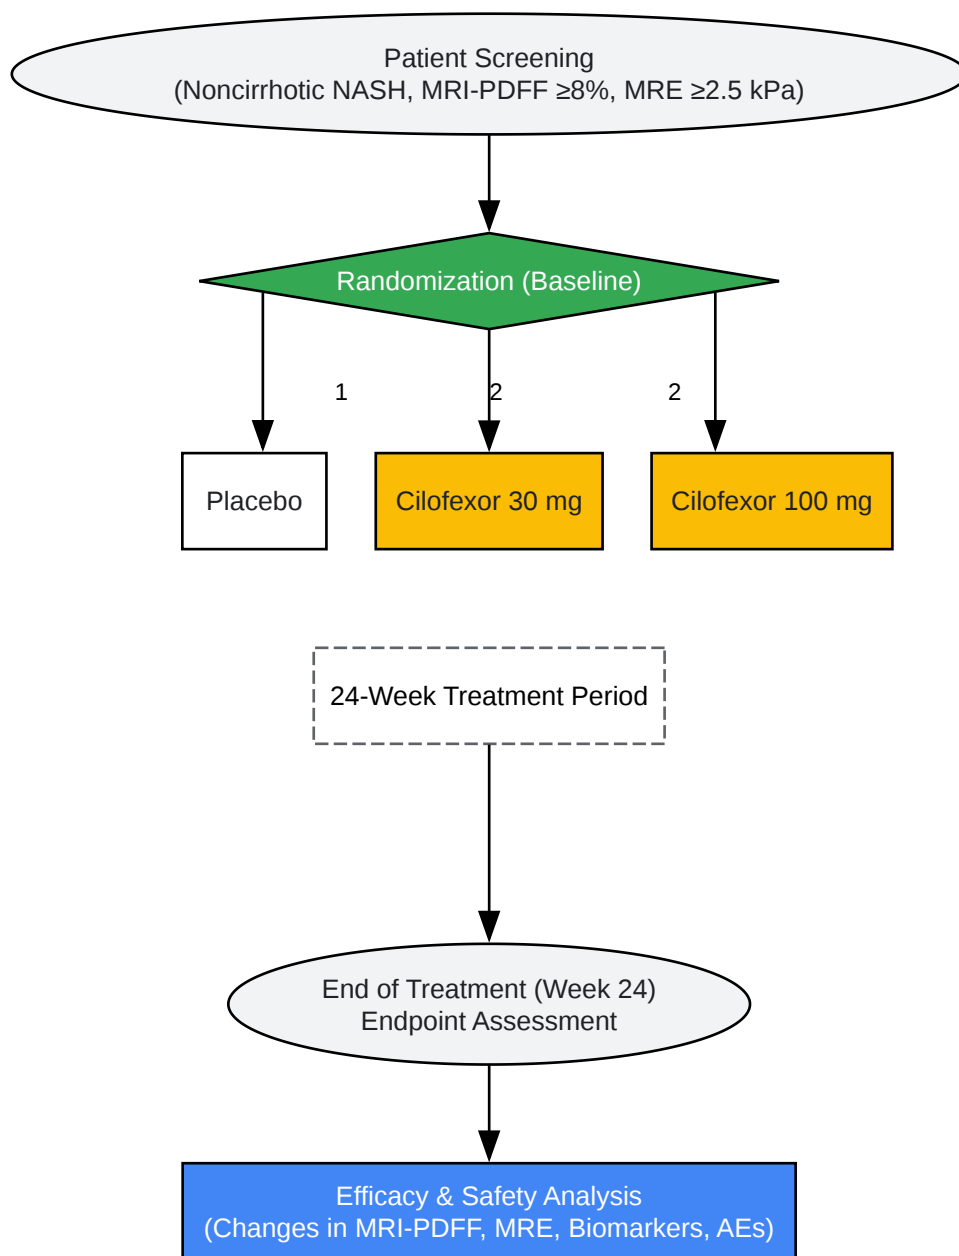 Patient Screening
(Noncirrhotic NASH, MRI-PDFF ≥8%, MRE ≥2.5 kPa)
Randomization (Baseline)
1 2 2
Placebo Cilofexor 30 mg Cilofexor 100 mg
24-Week Treatment Period
End of Treatment (Week 24)
Endpoint Assessment
Efficacy & Safety Analysis
(Changes in MRI-PDFF, MRE, Biomarkers, AEs)